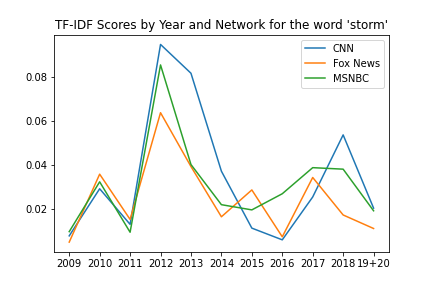 TF-IDF Scores by Year and Network for the word 'storm'
CNN
Fox News
MSNBC
0.08
0.06
0.04
0.02
2009 2010 2011 2012 2013 2014 2015 2016 2017 2018 19+20